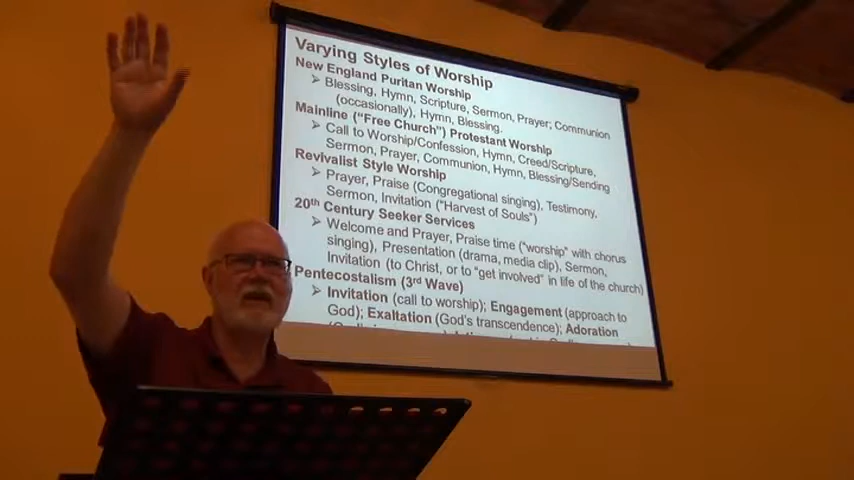 Varying Styles of Worship
New England Puritan Worship
➢ Blessing, Hymn, Scripture, Sermon, Prayer; Communion
(occasionally), Hymn, Blessing.
Mainline (“Free Church”) Protestant Worship
➢ Call to Worship/Confession, Hymn, Creed/Scripture,
Sermon, Prayer, Communion, Hymn, Blessing/Sending
Revivalist Style Worship
➢ Prayer, Praise (Congregational singing), Testimony,
Sermon, Invitation (“Harvest of Souls”)
20th Century Seeker Services
➢ Welcome and Prayer, Praise time (“worship” with chorus
singing), Presentation (drama, media clip), Sermon,
Invitation (to Christ, or to “get involved” in life of the church)
Pentecostalism (3rd Wave)
➢ Invitation (call to worship); Engagement (approach to
God); Exaltation (God’s transcendence); Adoration